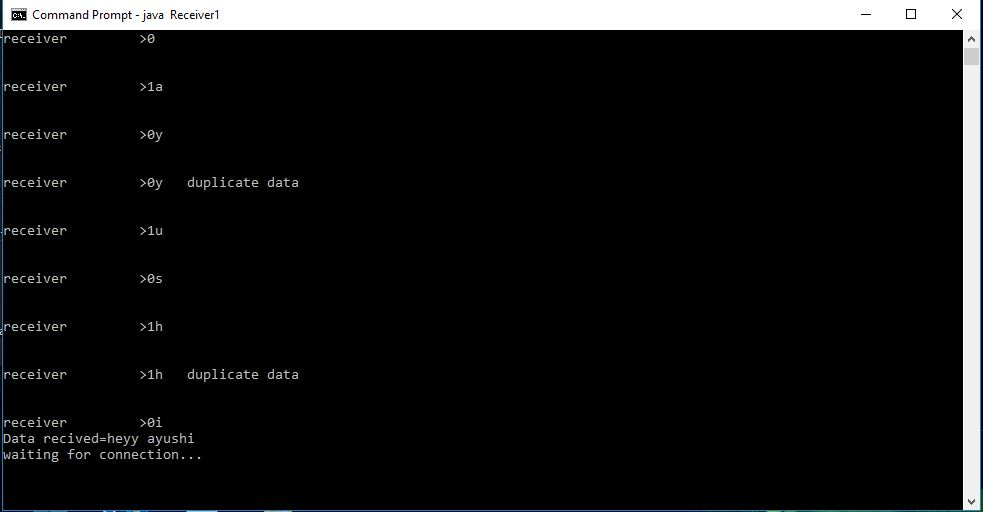 Command Prompt - java  Receiver1
receiver         >0
receiver         >1a
receiver         >0y
receiver         >0y   duplicate data
receiver         >1u
receiver         >0s
receiver         >1h
receiver         >1h   duplicate data
receiver         >0i
Data recived=heyy ayushi
waiting for connection...